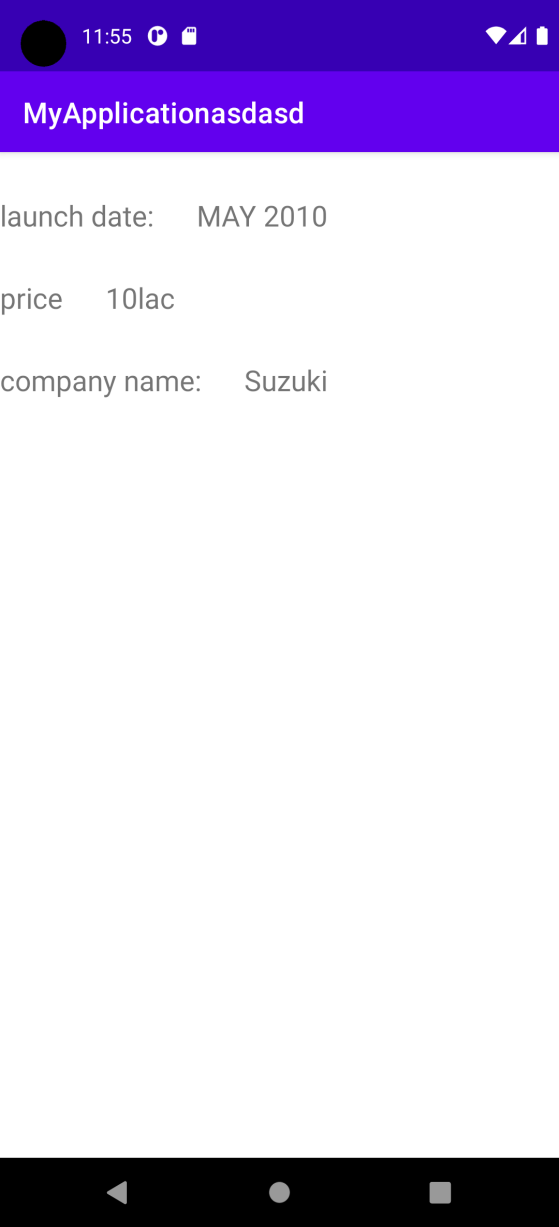 11:55
MyApplicationasdasd
launch date: MAY 2010
price 10lac
company name: Suzuki